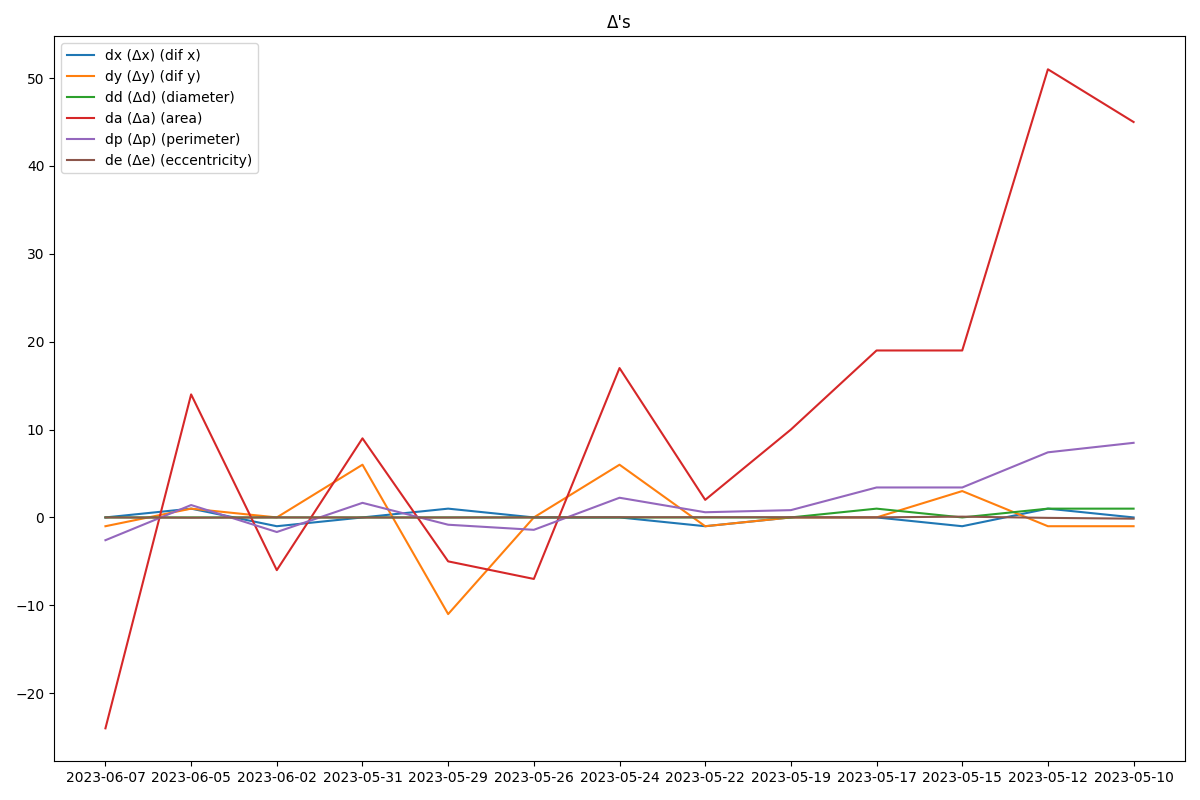 Δ's
dx (Δx) (dif x)
dy (Δy) (dif y)
dd (Δd) (diameter)
da (Δa) (area)
dp (Δp) (perimeter)
de (Δe) (eccentricity)
50
40
30
20
10
0
−10
−20
2023-06-07 2023-06-05 2023-06-02 2023-05-31 2023-05-29 2023-05-26 2023-05-24 2023-05-22 2023-05-19 2023-05-17 2023-05-15 2023-05-12 2023-05-10